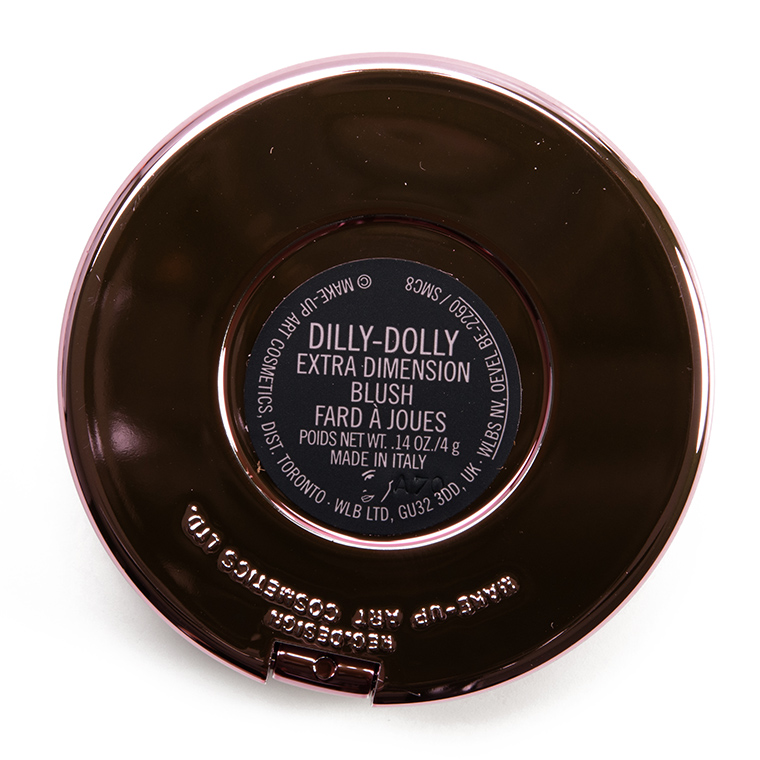 DILLY-DOLLY
EXTRA DIMENSION
BLUSH
FARD À JOUES
POIDS NET WT. .14 OZ./4 g
MADE IN ITALY
A70
© MAKE-UP ART COSMETICS, DIST. TORONTO · WLB LTD, GU32 3DD, UK · WLBS NV, OEVEL BE-2260 / SMC8
MAKE-UP ART COSMETICS LTD.
REG.DESIGN